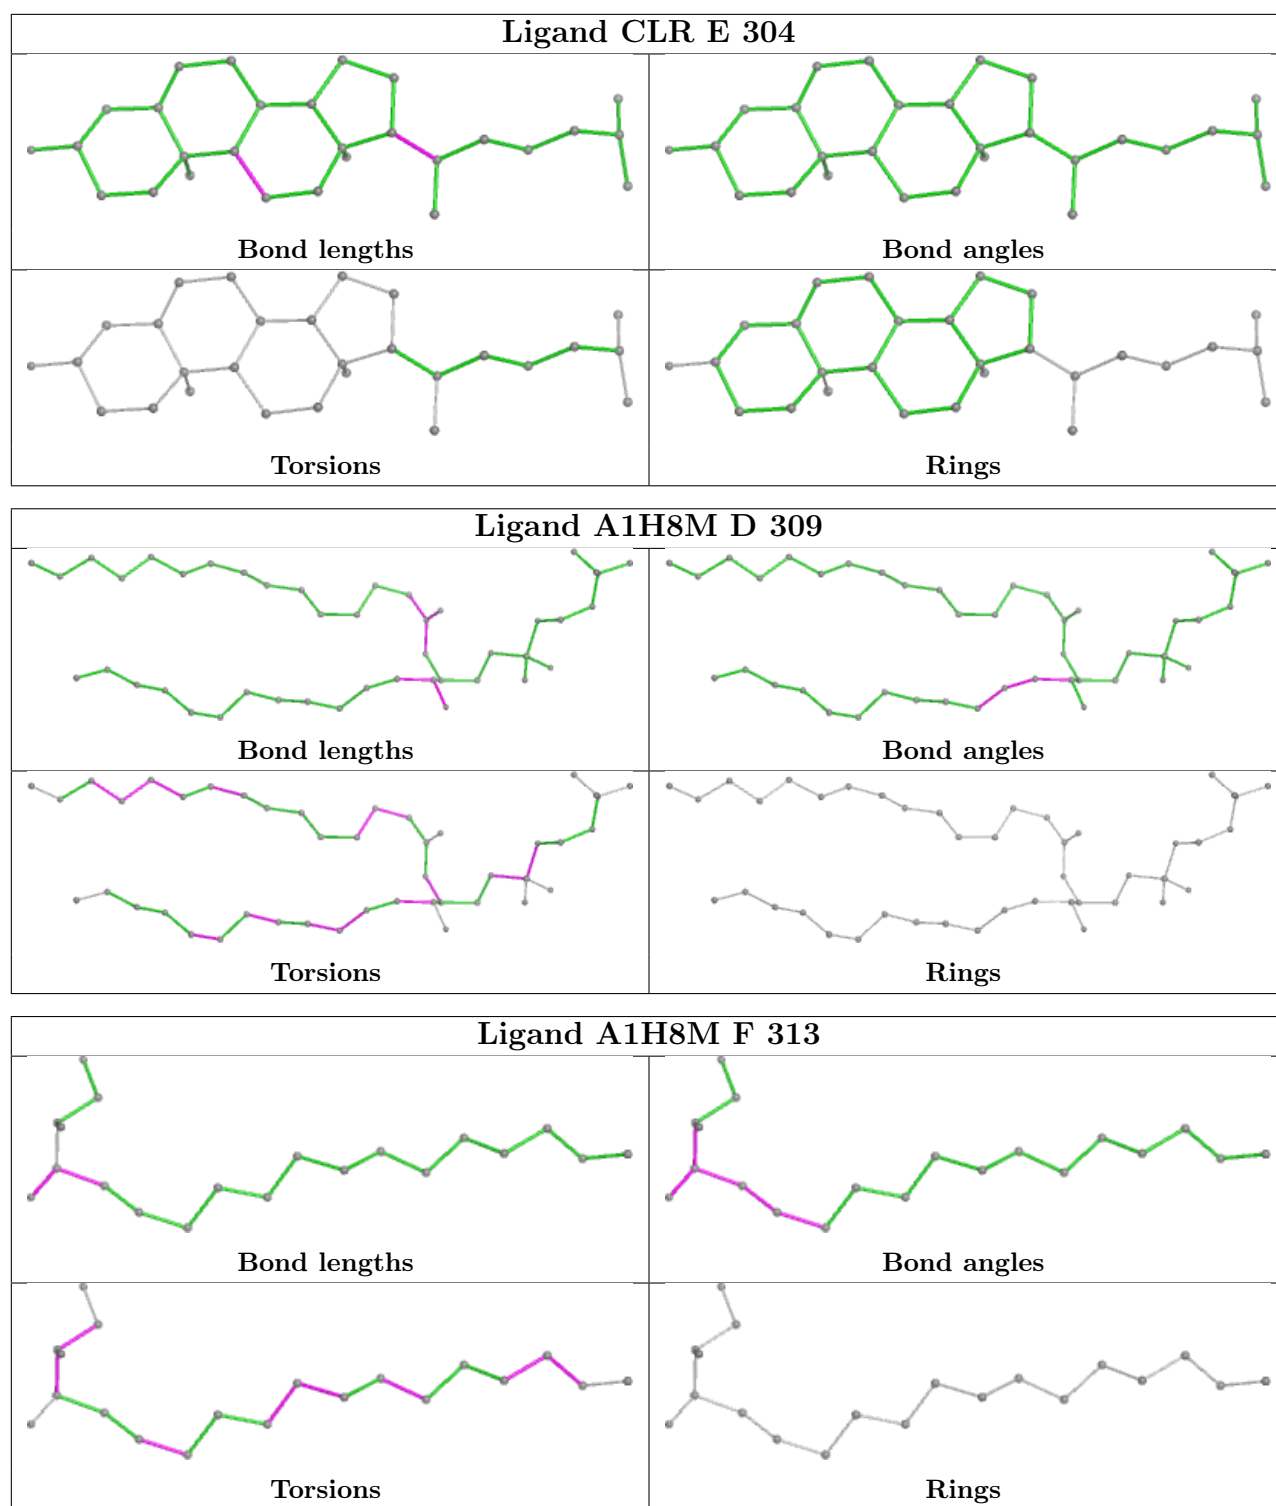 Ligand CLR E 304
Bond lengths
Bond angles
Torsions
Rings
Ligand A1H8M D 309
Bond lengths
Bond angles
Torsions
Rings
Ligand A1H8M F 313
Bond lengths
Bond angles
Torsions
Rings